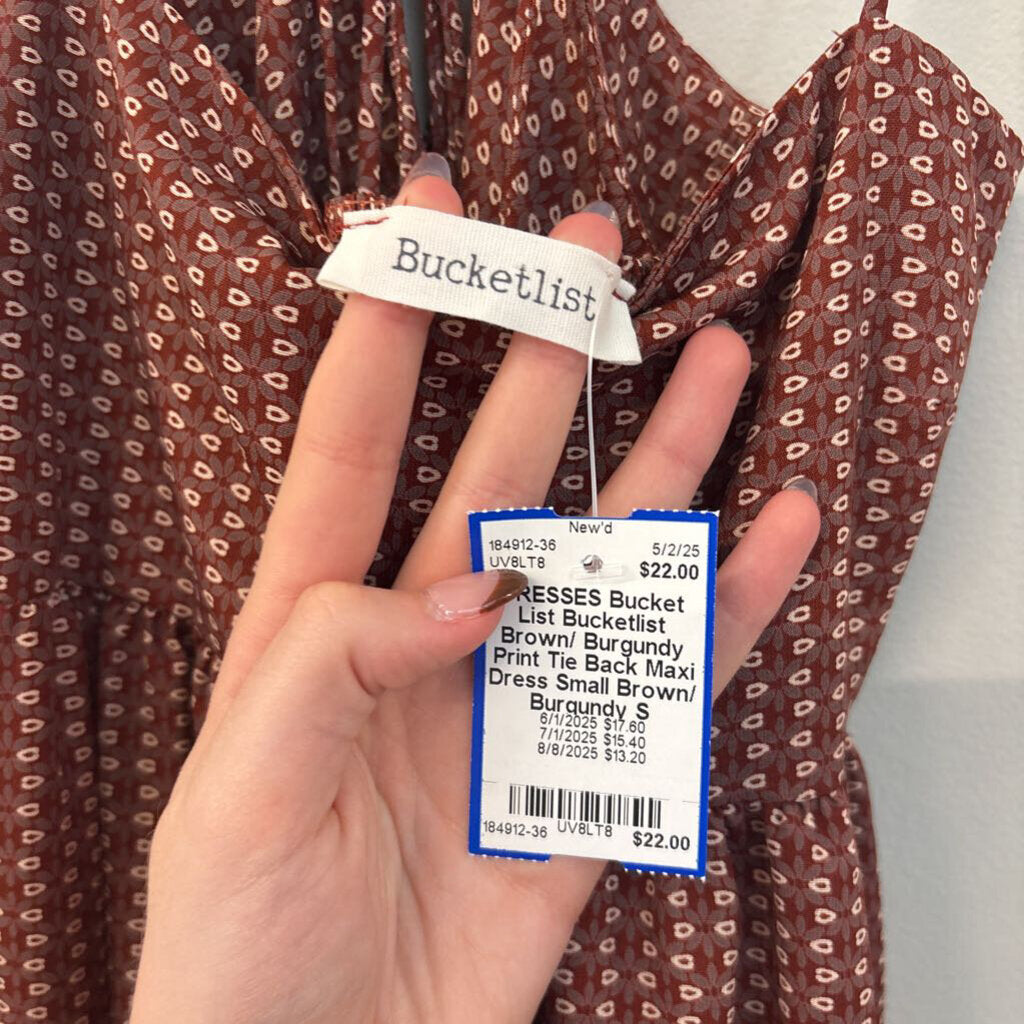 Bucketlist
New'd
184912-36 5/2/25
UV8LT8 $22.00
RESSES Bucket
List Bucketlist
Brown/ Burgundy
Print Tie Back Maxi
Dress Small Brown/
Burgundy S
6/1/2025 $17.60
7/1/2025 $15.40
8/8/2025 $13.20
184912-36 UV8LT8 $22.00